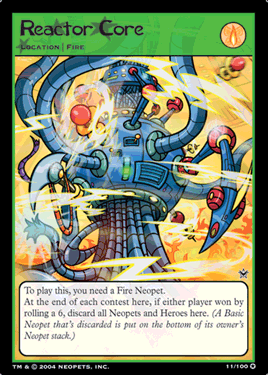 Reactor Core
Location | Fire
To play this, you need a Fire Neopet.
At the end of each contest here, if either player won by
rolling a 6, discard all Neopets and Heroes here. (A Basic
Neopet that's discarded is put on the bottom of its owner's
Neopet stack.)
TM & © 2004 NEOPETS, INC.
11/100